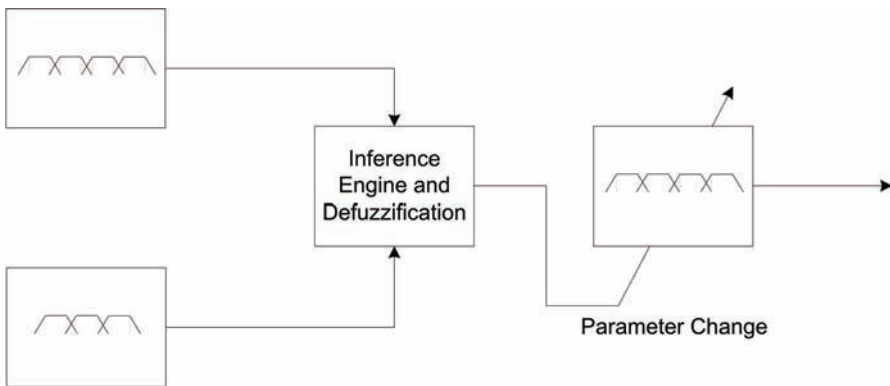 Inference
Engine and
Defuzzification
Parameter Change